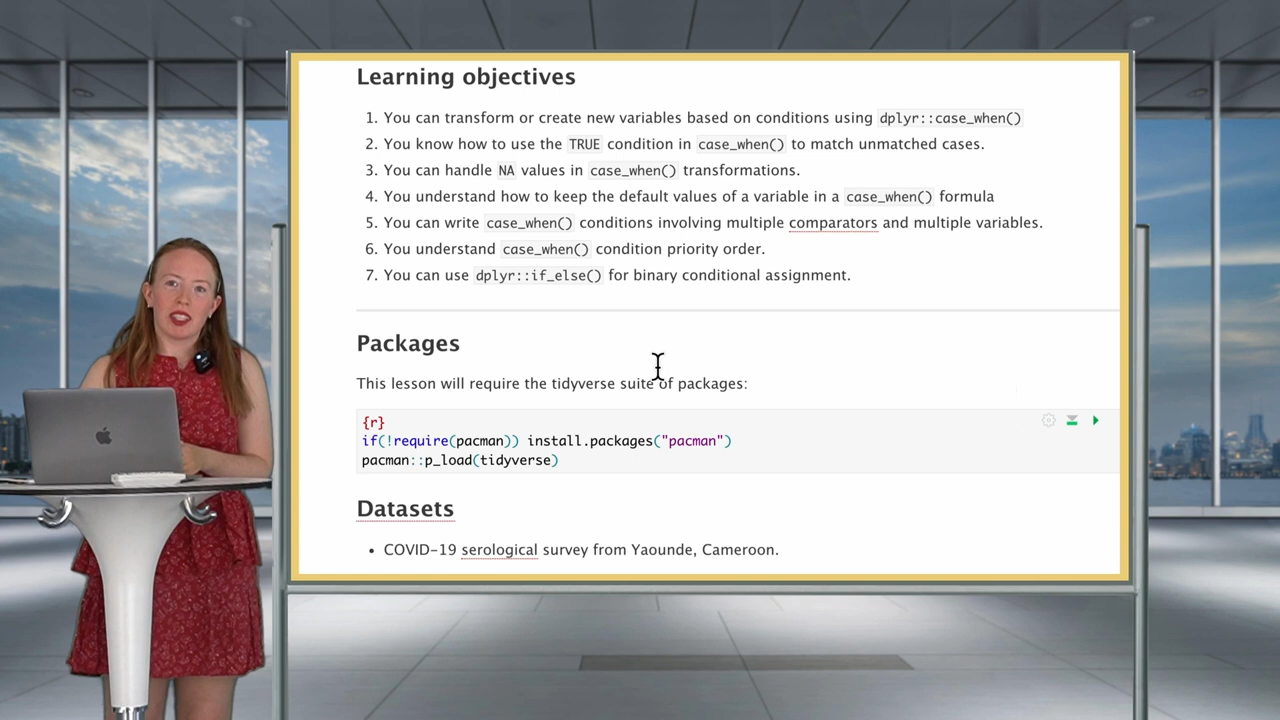 Learning objectives
1. You can transform or create new variables based on conditions using dplyr::case_when()
2. You know how to use the TRUE condition in case_when() to match unmatched cases.
3. You can handle NA values in case_when() transformations.
4. You understand how to keep the default values of a variable in a case_when() formula
5. You can write case_when() conditions involving multiple comparators and multiple variables.
6. You understand case_when() condition priority order.
7. You can use dplyr::if_else() for binary conditional assignment.
Packages
This lesson will require the tidyverse suite of packages:
{r}
if(!require(pacman)) install.packages("pacman")
pacman::p_load(tidyverse)
Datasets
• COVID-19 serological survey from Yaounde, Cameroon.